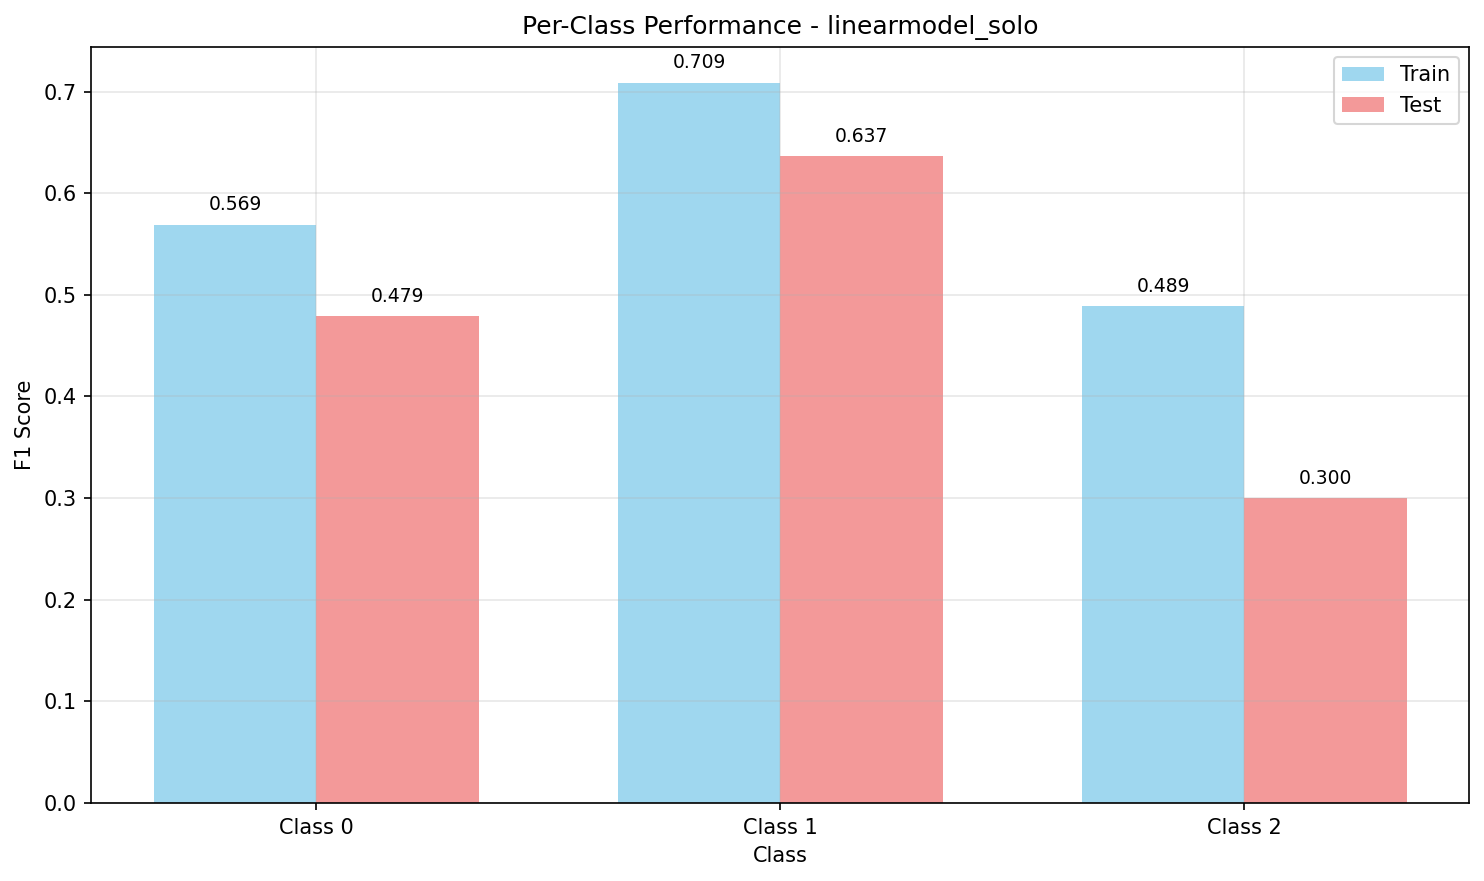 Per-Class Performance - linearmodel_solo
Train
Test
F1 Score
0.7
0.6
0.5
0.4
0.3
0.2
0.1
0.0
0.569
0.479
0.709
0.637
0.489
0.300
Class 0
Class 1
Class 2
Class